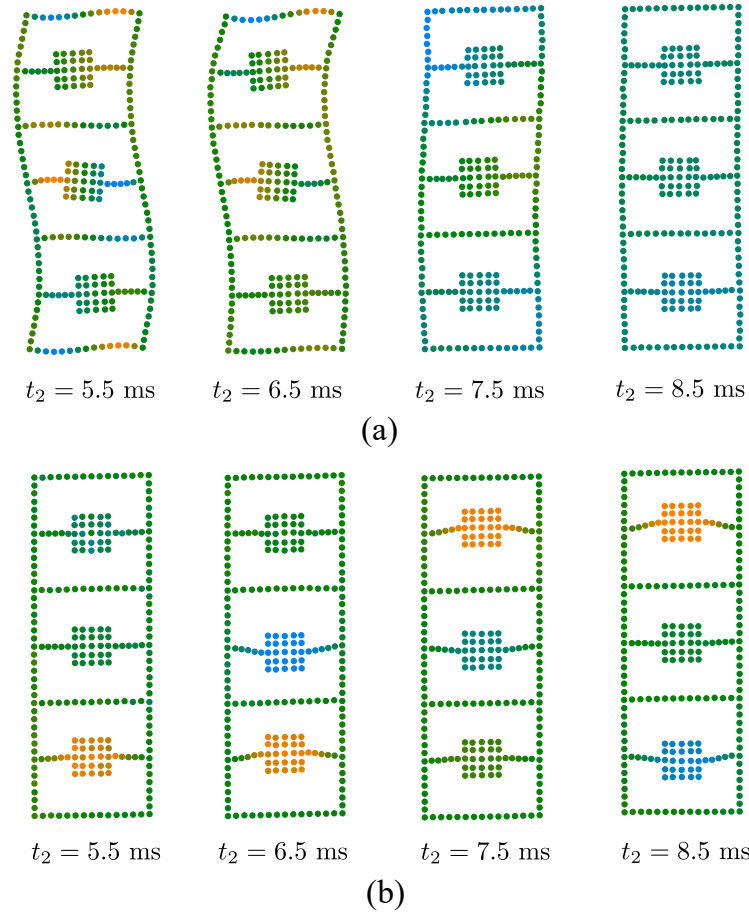 t₂ = 5.5 ms t₂ = 6.5 ms t₂ = 7.5 ms t₂ = 8.5 ms
(a)
t₂ = 5.5 ms t₂ = 6.5 ms t₂ = 7.5 ms t₂ = 8.5 ms
(b)